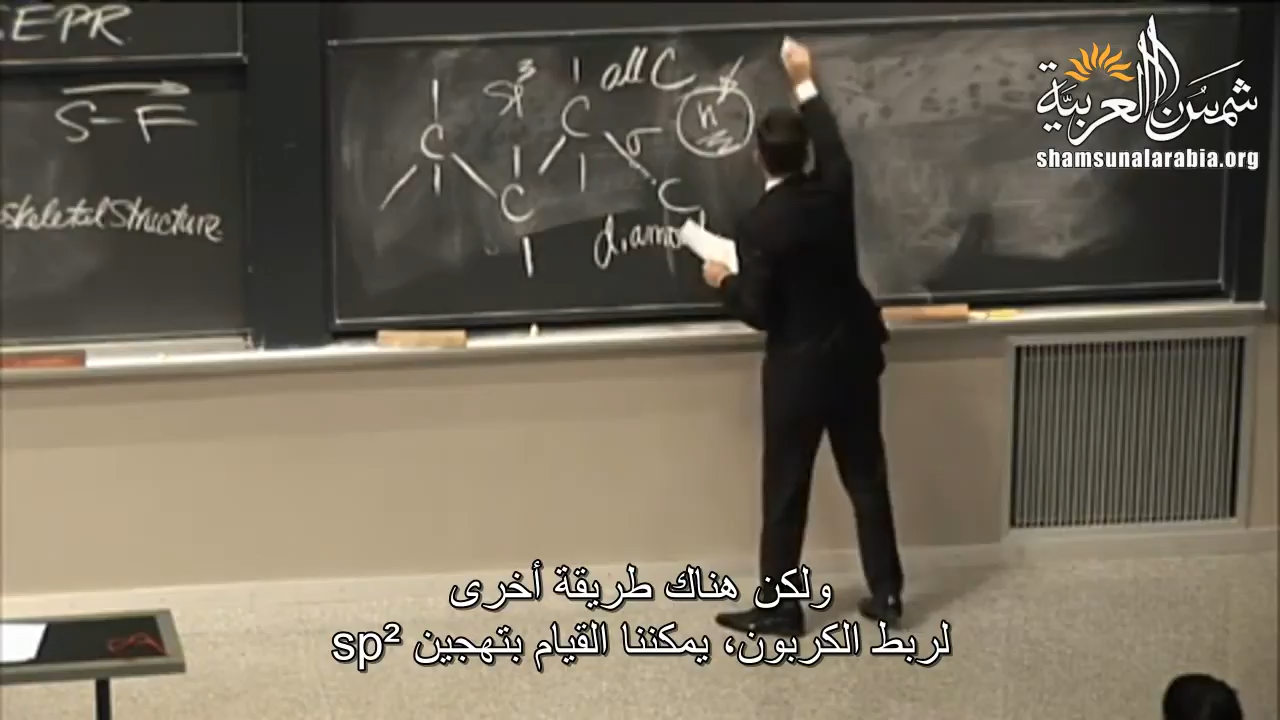 SEPR
S-F
skeletal structure
sp³
all C
n
C
C
C
σ
C
diamond
شمس العربية
shamsunalarabia.org
ولكن هناك طريقة أخرى
لربط الكربون، يمكننا القيام بتهجين sp²